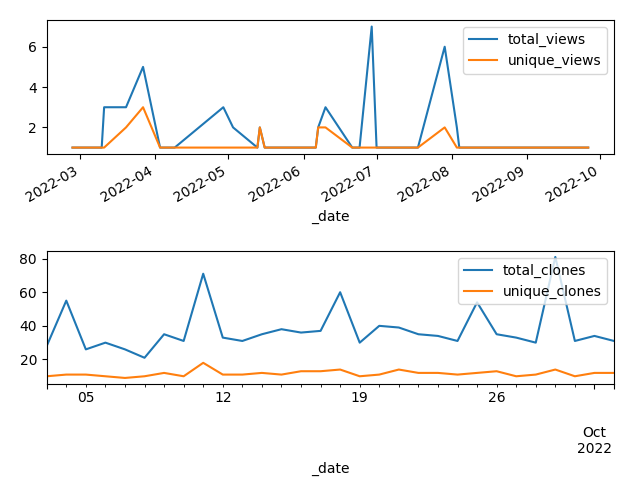 6
4
2
total_views
unique_views
2022-03
2022-04
2022-05
2022-06
2022-07
2022-08
2022-09
2022-10
_date
80
60
40
20
total_clones
unique_clones
05
12
19
26
Oct
2022
_date